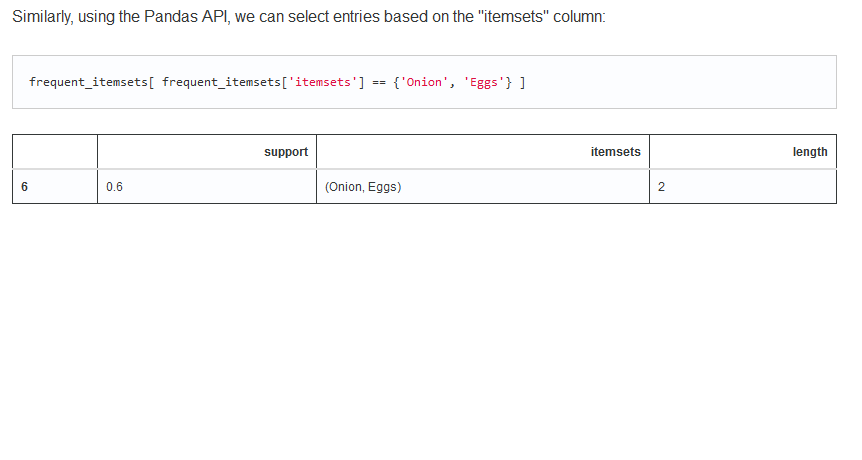 Similarly, using the Pandas API, we can select entries based on the "itemsets" column:
frequent_itemsets[ frequent_itemsets['itemsets'] == {'Onion', 'Eggs'} ]
support itemsets length
6 0.6 (Onion, Eggs) 2